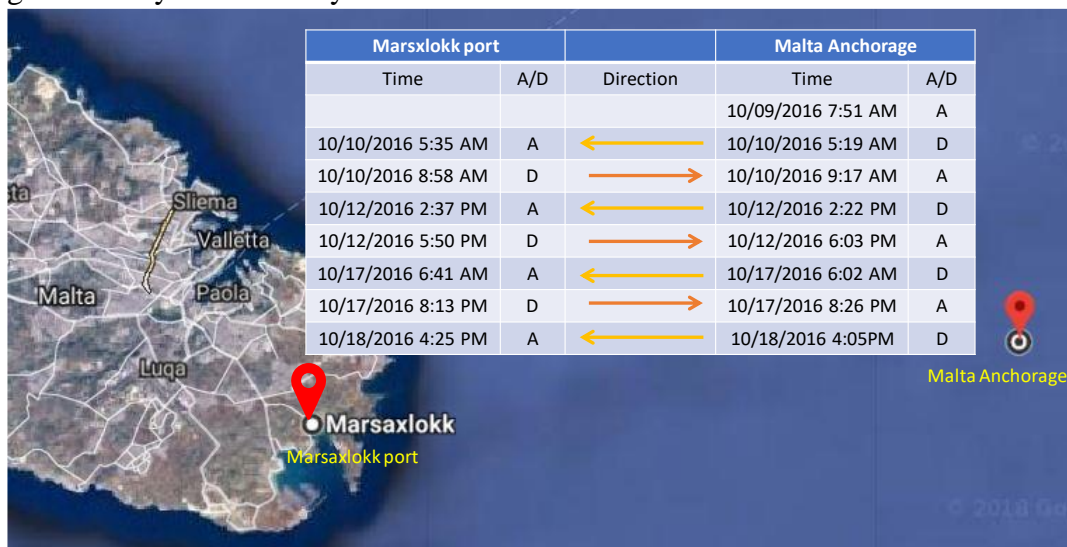 Marsxlokk port Malta Anchorage
Time A/D Direction Time A/D
10/09/2016 7:51 AM A
10/10/2016 5:35 AM A 10/10/2016 5:19 AM D
10/10/2016 8:58 AM D 10/10/2016 9:17 AM A
10/12/2016 2:37 PM A 10/12/2016 2:22 PM D
10/12/2016 5:50 PM D 10/12/2016 6:03 PM A
10/17/2016 6:41 AM A 10/17/2016 6:02 AM D
10/17/2016 8:13 PM D 10/17/2016 8:26 PM A
10/18/2016 4:25 PM A 10/18/2016 4:05PM D
Sliema
Valletta
Malta
Paola
Luqa
Malta Anchorage
Marsaxlokk
Marsaxlokk port
© 2018 Go